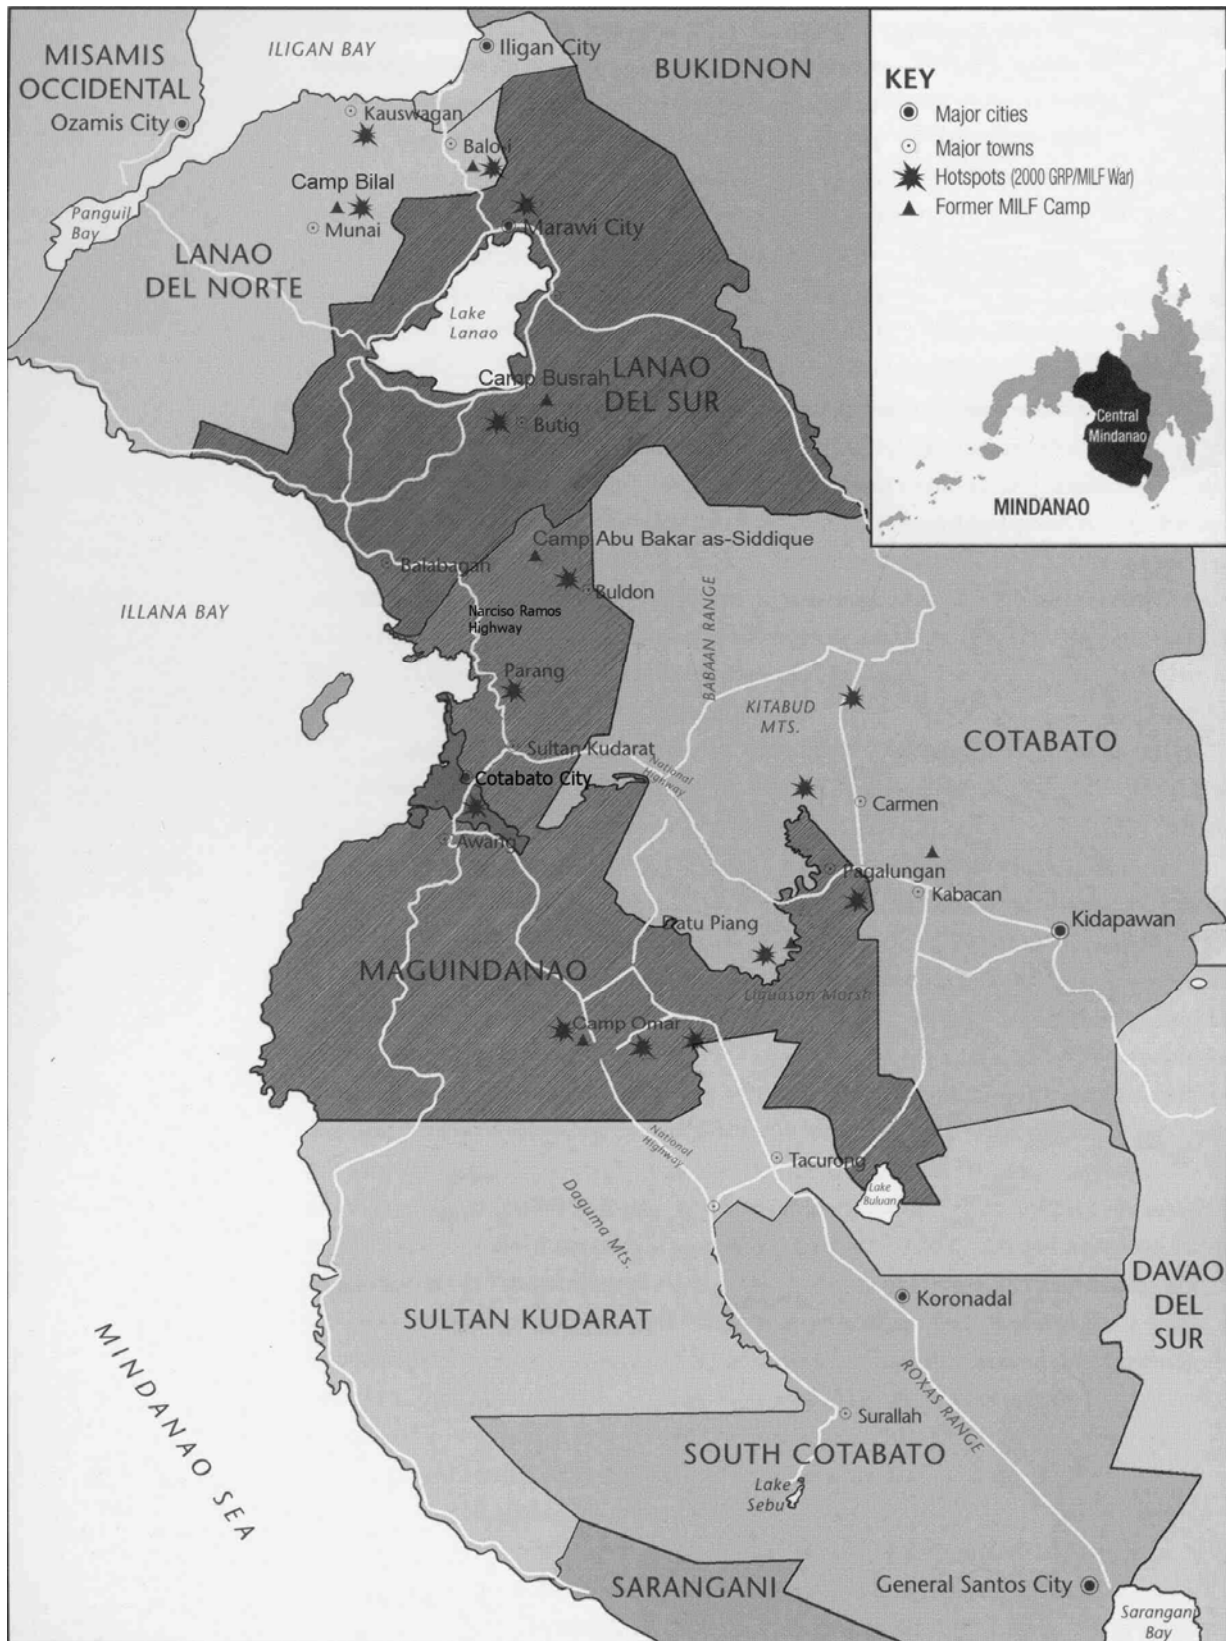 MISAMIS
OCCIDENTAL
Ozamis City
ILIGAN BAY
Iligan City
BUKIDNON
KEY
Major cities
Major towns
Hotspots (2000 GRP/MILF War)
Former MILF Camp
Central
Mindanao
MINDANAO
Kauswagan
Balo-i
Camp Bilal
Munai
Panguil
Bay
Marawi City
LANAO
DEL NORTE
Lake
Lanao
LANAO
DEL SUR
Camp Busrah
Butig
Camp Abu Bakar as-Siddique
Balabagan
Buldon
ILLANA BAY
Narciso Ramos
Highway
BABAAN RANGE
Parang
KITABUD
MTS.
COTABATO
Sultan Kudarat
National
Highway
Cotabato City
Carmen
Awang
Pagalungan
Kabacan
Kidapawan
Datu Piang
MAGUINDANAO
Liguasan Marsh
Camp Omar
National
Highway
Tacurong
Lake
Buluan
Daguma Mts.
DAVAO
DEL
SUR
Koronadal
SULTAN KUDARAT
MINDANAO SEA
ROXAS RANGE
Surallah
SOUTH COTABATO
Lake
Sebu
SARANGANI
General Santos City
Sarangani
Bay